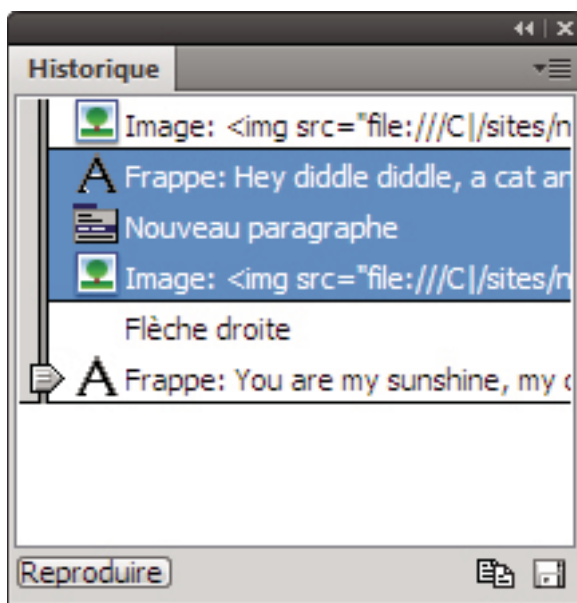 Historique
Image: <img src="file:///C|/sites/n
Frappe: Hey diddle diddle, a cat an
Nouveau paragraphe
Image: <img src="file:///C|/sites/n
Flèche droite
Frappe: You are my sunshine, my
Reproduire